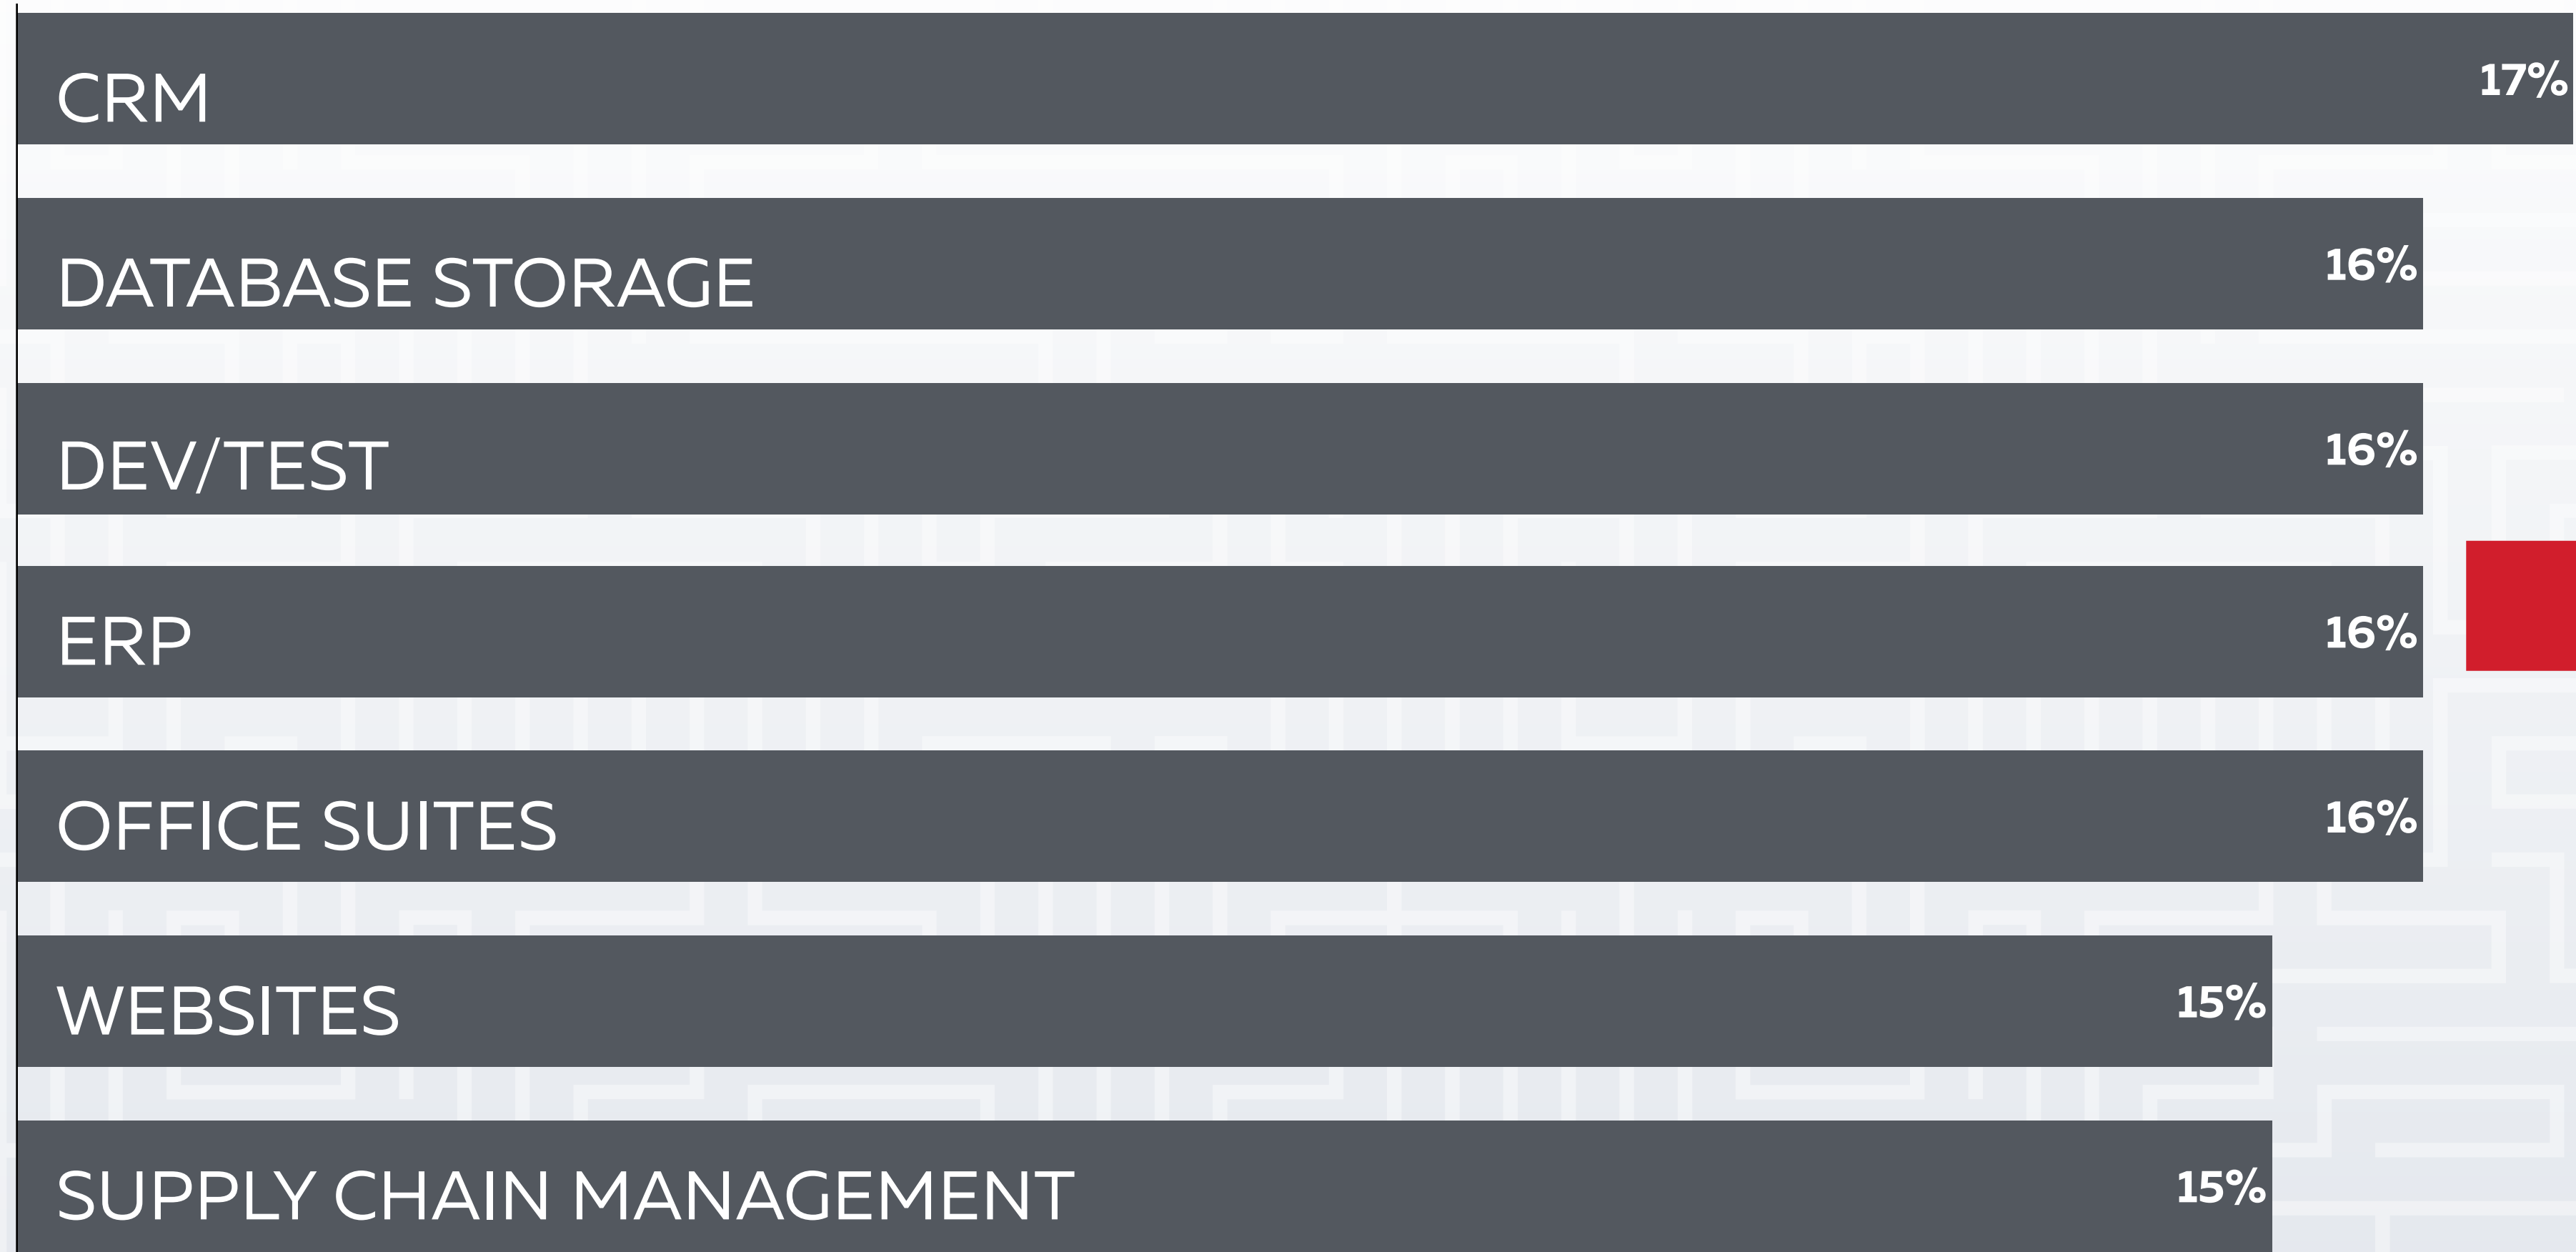 CRM 17%
DATABASE STORAGE 16%
DEV/TEST 16%
ERP 16%
OFFICE SUITES 16%
WEBSITES 15%
SUPPLY CHAIN MANAGEMENT 15%